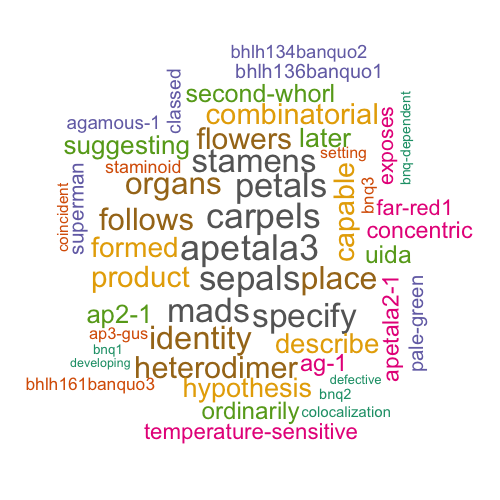 bhlh134banquo2
bhlh136banquo1
classed
second-whorl
bnq-dependent
agamous-1
combinatorial
exposes
suggesting
flowers
later
stamens
setting
staminoid
organs
petals
capable
bnq3
superman
coincident
follows
carpels
far-red1
concentric
formed
apetala3
uida
product
sepals
place
apetala2-1
pale-green
ap2-1
mads
specify
ap3-gus
identity
describe
bnq1
developing
heterodimer
ag-1
bhlh161banquo3
hypothesis
defective
bnq2
ordinarily
colocalization
temperature-sensitive